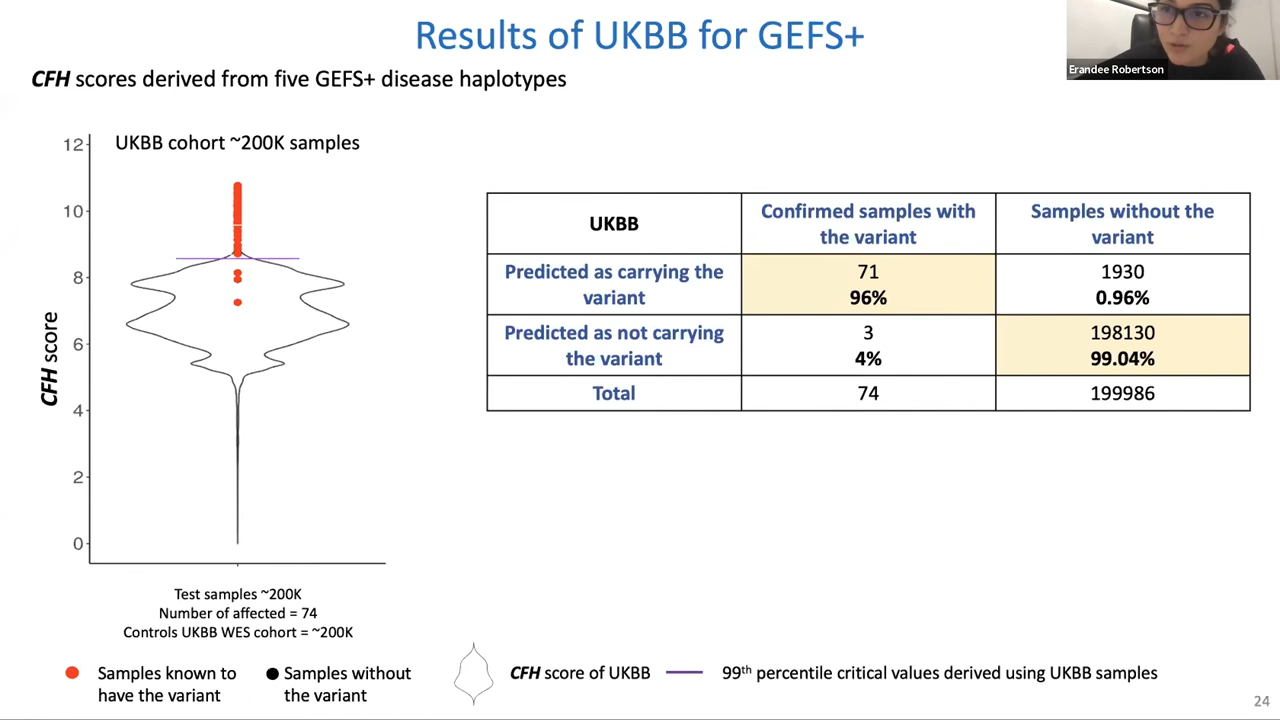 Results of UKBB for GEFS+
Erandee Robertson
CFH scores derived from five GEFS+ disease haplotypes
UKBB cohort ~200K samples
12
10
8
6
4
2
0
CFH score
Test samples ~200K
Number of affected = 74
Controls UKBB WES cohort = ~200K
UKBB
Confirmed samples with
the variant
Samples without the
variant
Predicted as carrying the
variant
71
96%
1930
0.96%
Predicted as not carrying
the variant
3
4%
198130
99.04%
Total
74
199986
Samples known to
have the variant
Samples without
the variant
CFH score of UKBB
99th percentile critical values derived using UKBB samples
24